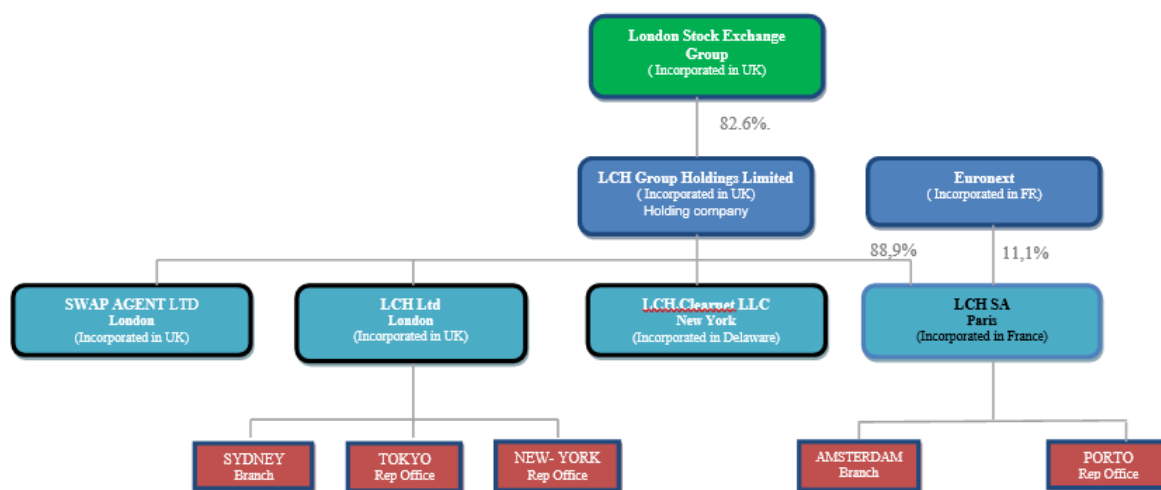 London Stock Exchange
Group
( Incorporated in UK)
82.6%.
LCH Group Holdings Limited
( Incorporated in UK)
Holding company
Euronext
( Incorporated in FR)
88,9%
11,1%
SWAP AGENT LTD
London
(Incorporated in UK)
LCH Ltd
London
(Incorporated in UK)
LCH.Clearnet LLC
New York
(Incorporated in Delaware)
LCH SA
Paris
(Incorporated in France)
SYDNEY
Branch
TOKYO
Rep Office
NEW- YORK
Rep Office
AMSTERDAM
Branch
PORTO
Rep Office